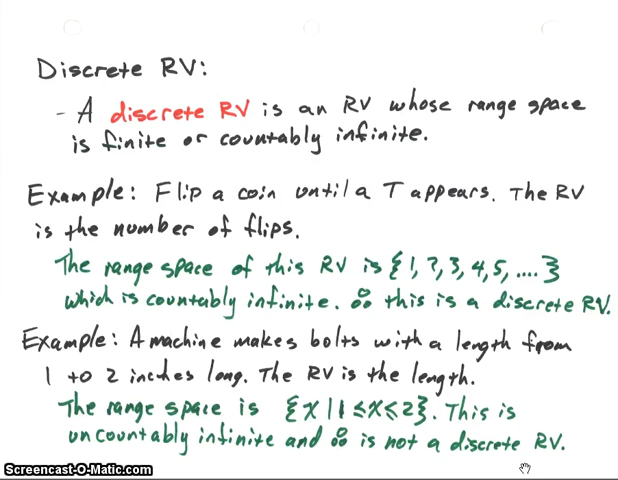 Discrete RV:
- A discrete RV is an RV whose range space
is finite or countably infinite.
Example: Flip a coin until a T appears. The RV
is the number of flips.
The range space of this RV is {1, 2, 3, 4, 5, ....}
which is countably infinite. ∴ this is a discrete RV.
Example: A machine makes bolts with a length from
1 to 2 inches long. The RV is the length.
The range space is {x | 1 ≤ x ≤ 2}. This is
uncountably infinite and ∴ is not a discrete RV.
Screencast-O-Matic.com